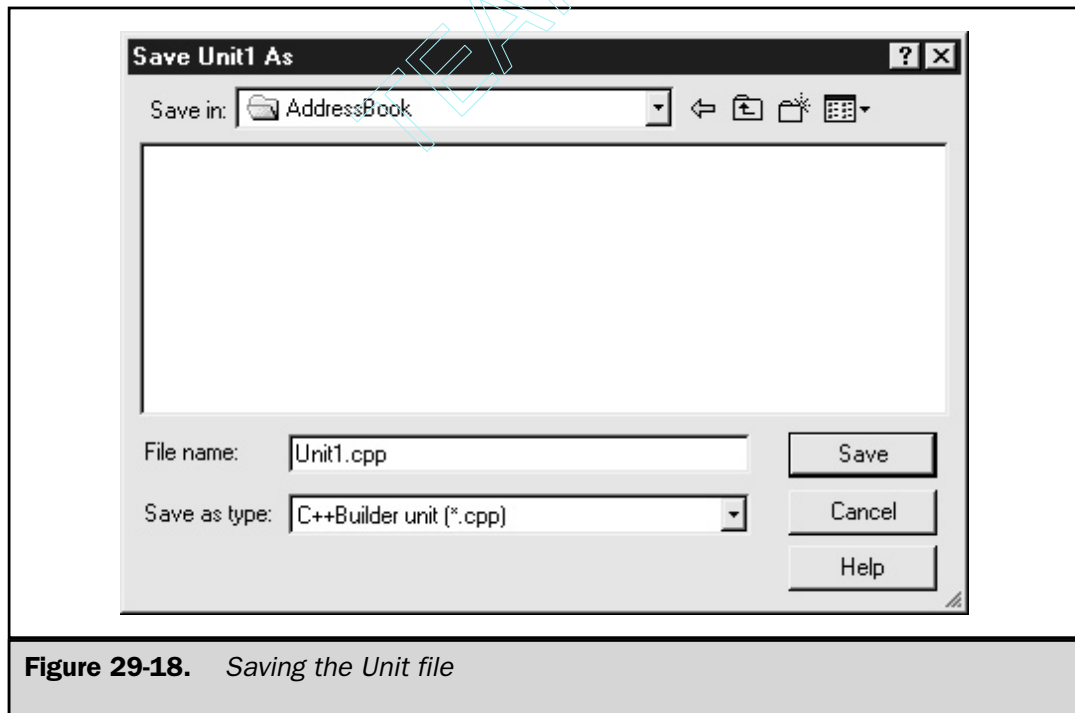 TEA
Save Unit1 As
Save in: AddressBook
File name: Unit1.cpp Save
Save as type: C++Builder unit (*.cpp) Cancel
Help
Figure 29-18. Saving the Unit file